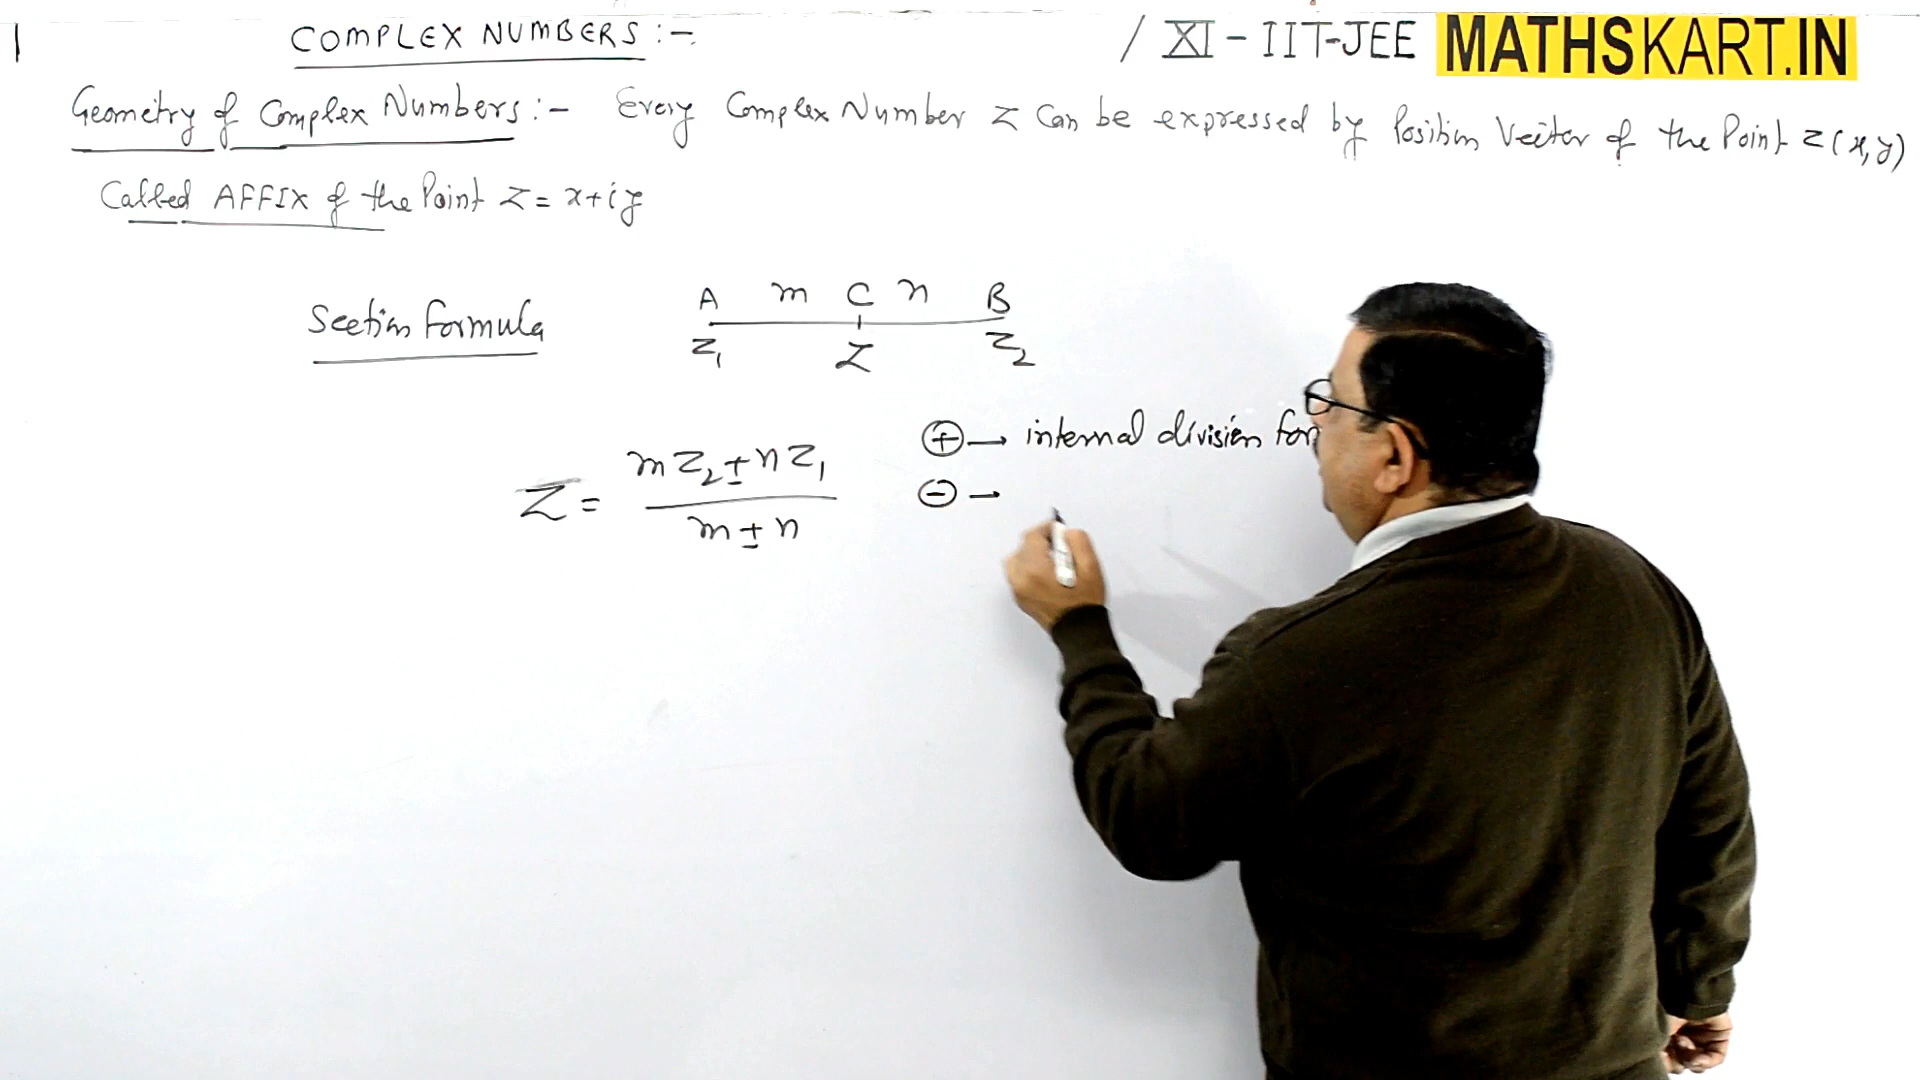 1
COMPLEX NUMBERS :-
/ XI - IIT-JEE MATHSKART.IN
Geometry of Complex Numbers :- Every Complex Number Z Can be expressed by Position Vector of the Point Z(x,y)
Called AFFIX of the Point Z = x+iy
Section Formula
A m C n B
Z₁ Z Z₂
Z = (mZ₂ ± nZ₁) / (m ± n)
⊕ → internal division for
⊖ →